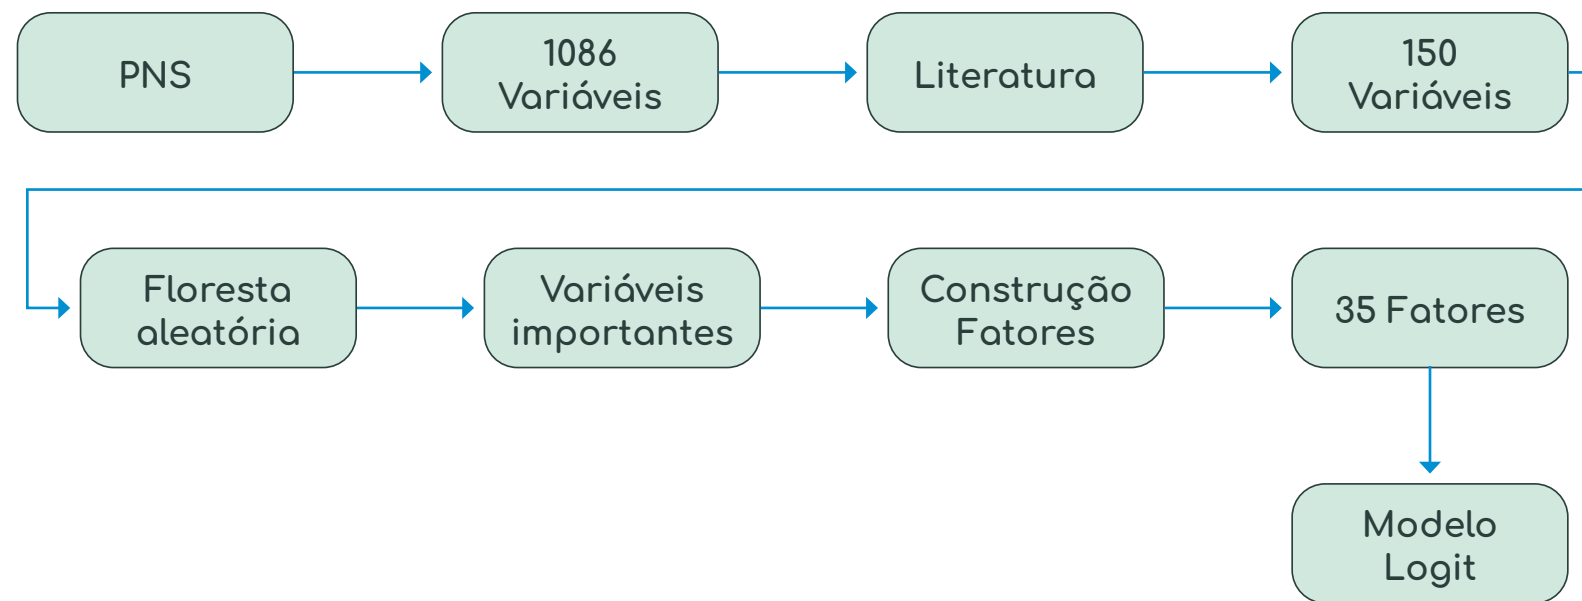 PNS
1086
Variáveis
Literatura
150
Variáveis
Floresta
aleatória
Variáveis
importantes
Construção
Fatores
35 Fatores
Modelo
Logit